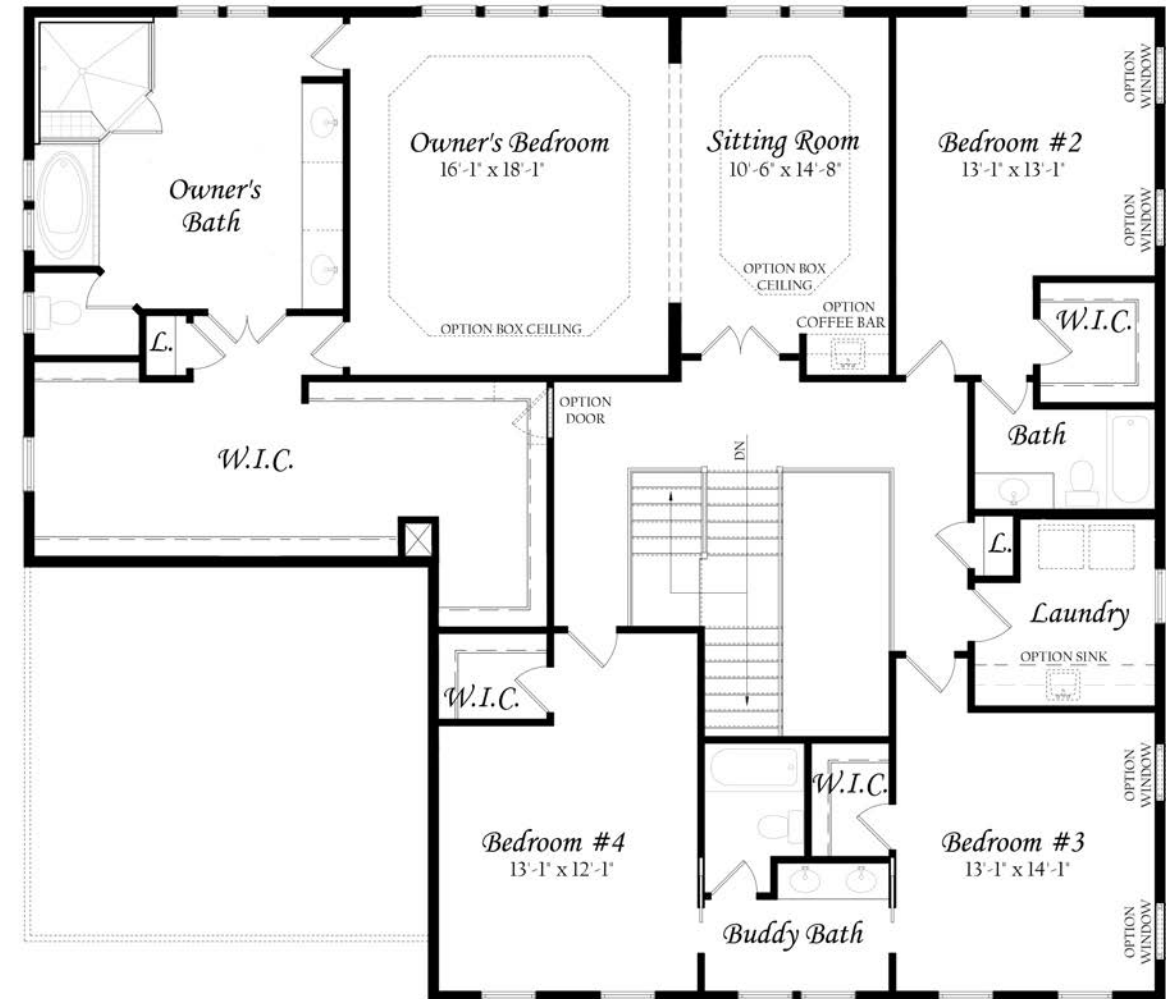 OPTION
WINDOW
Owner's Bedroom
16'-1" x 18'-1"
Sitting Room
10'-6" x 14'-8"
Bedroom #2
13'-1" x 13'-1"
Owner's
Bath
OPTION
WINDOW
OPTION BOX
CEILING
OPTION BOX CEILING
OPTION
COFFEE BAR
W.I.C.
L.
OPTION
DOOR
W.I.C.
DN
Bath
L.
Laundry
OPTION SINK
W.I.C.
OPTION
WINDOW
W.I.C.
Bedroom #4
13'-1" x 12'-1"
Bedroom #3
13'-1" x 14'-1"
Buddy Bath
OPTION
WINDOW